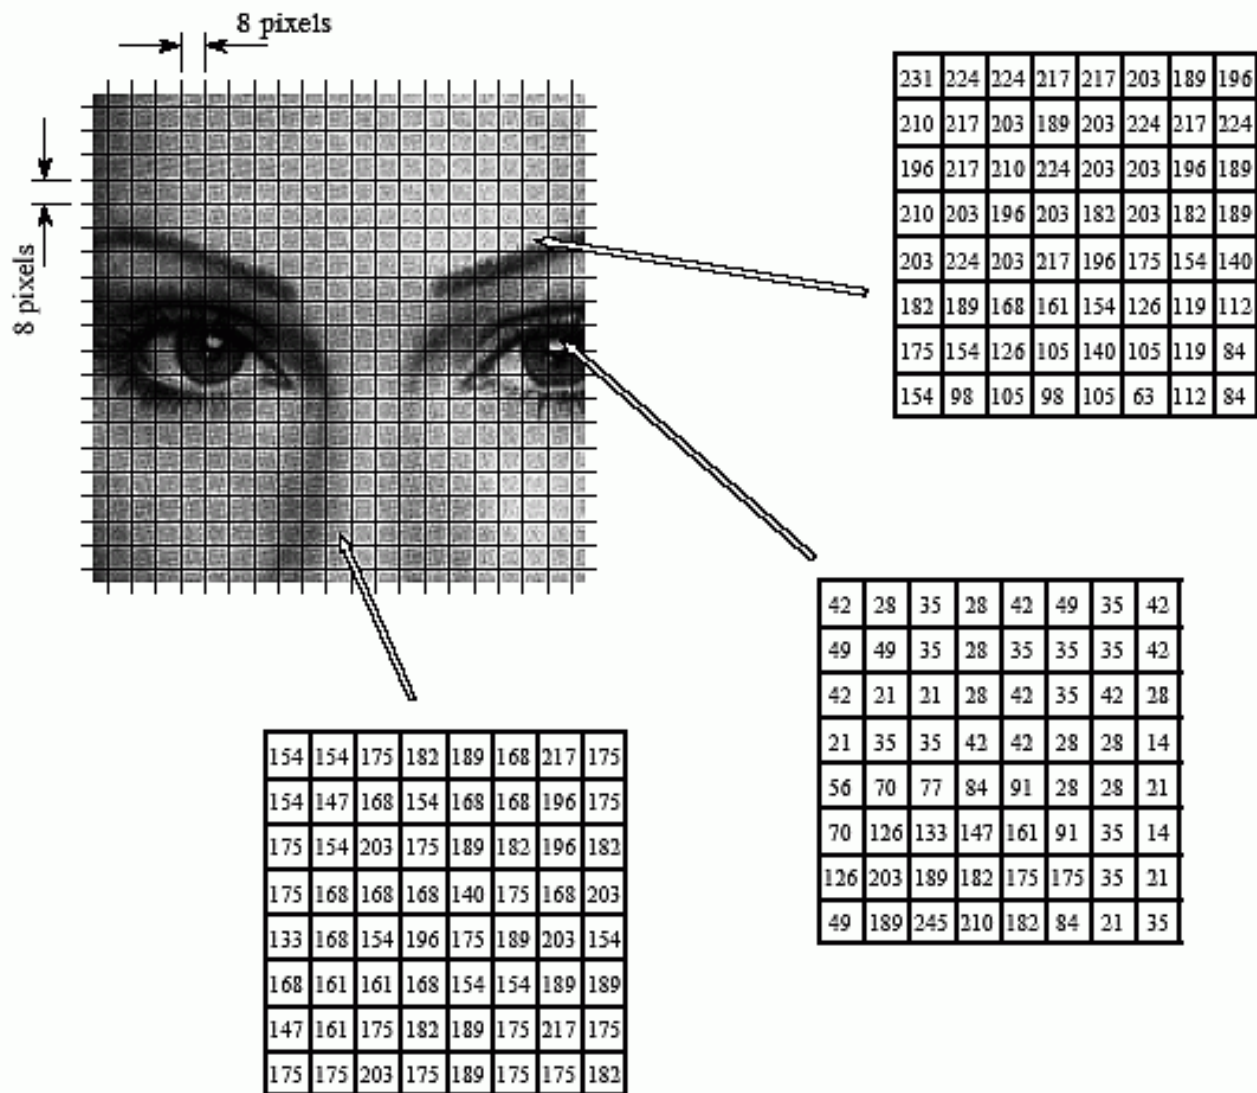 8 pixels
8 pixels
231 224 224 217 217 203 189 196
210 217 203 189 203 224 217 224
196 217 210 224 203 203 196 189
210 203 196 203 182 203 182 189
203 224 203 217 196 175 154 140
182 189 168 161 154 126 119 112
175 154 126 105 140 105 119 84
154 98 105 98 105 63 112 84
42 28 35 28 42 49 35 42
49 49 35 28 35 35 35 42
42 21 21 28 42 35 42 28
21 35 35 42 42 28 28 14
56 70 77 84 91 28 28 21
70 126 133 147 161 91 35 14
126 203 189 182 175 175 35 21
49 189 245 210 182 84 21 35
154 154 175 182 189 168 217 175
154 147 168 154 168 168 196 175
175 154 203 175 189 182 196 182
175 168 168 168 140 175 168 203
133 168 154 196 175 189 203 154
168 161 161 168 154 154 189 189
147 161 175 182 189 175 217 175
175 175 203 175 189 175 175 182